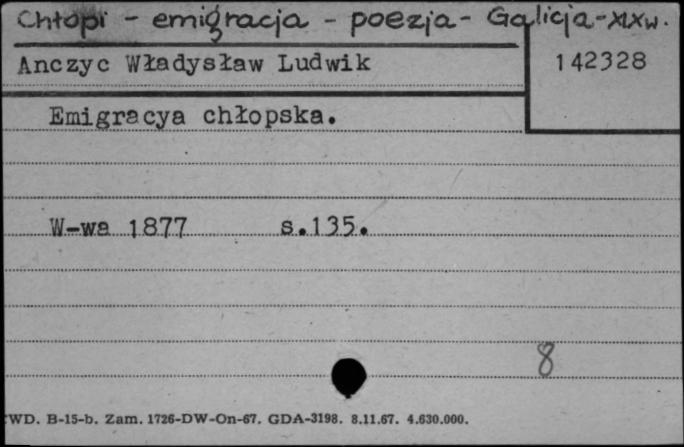 Chłopi - emigracja - poezja - Galicja - XIX w.
Anczyc Władysław Ludwik
142328
Emigracya chłopska.
W-wa 1877 s.135.
8
WD. B-15-b. Zam. 1726-DW-On-67. GDA-3198. 8.11.67. 4.630.000.